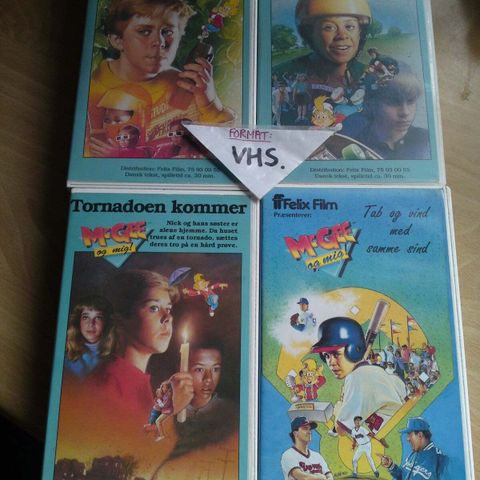 Distribution: Felix Film, 75 93 00 55
Dansk tekst, spilletid ca. 30 min.
Distribution: Felix Film, 75 93 00 55
Dansk tekst, spilletid ca. 30 min.
FORMAT:
VHS.
Tornadoen kommer
McGEE
og mig!
Nick og hans søster er
alene hjemme. Da huset
trues af en tornado, sættes
deres tro på en hård prøve.
ff Felix Film
Præsenterer:
McGEE
og mig!
Tab og vind
med
samme sind